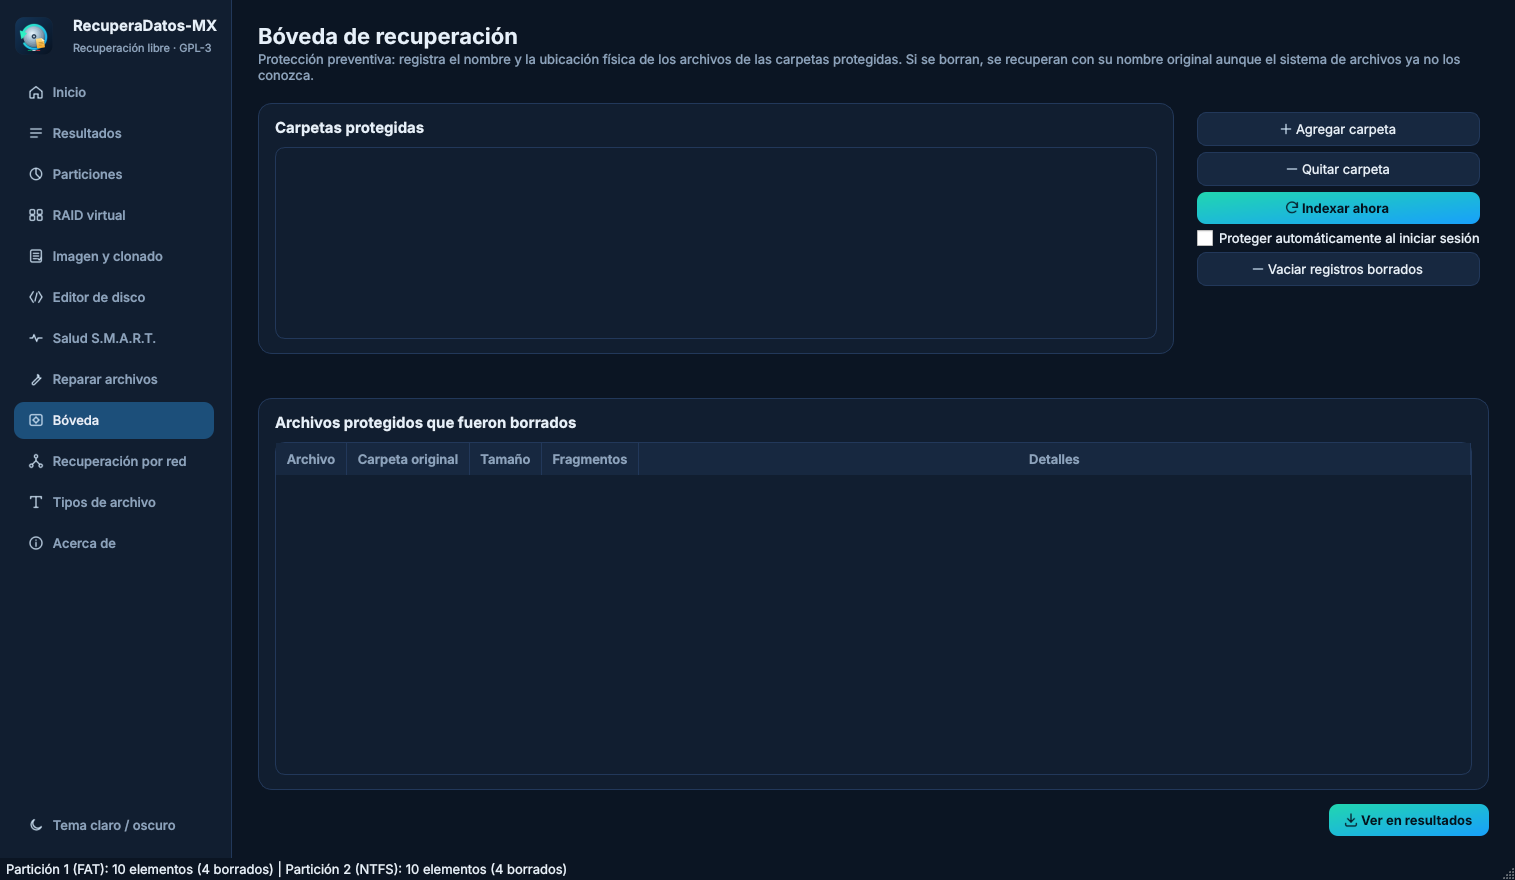 RecuperaDatos-MX
Recuperación libre · GPL-3
Inicio
Resultados
Particiones
RAID virtual
Imagen y clonado
Editor de disco
Salud S.M.A.R.T.
Reparar archivos
Bóveda
Recuperación por red
Tipos de archivo
Acerca de
Tema claro / oscuro
Bóveda de recuperación
Protección preventiva: registra el nombre y la ubicación física de los archivos de las carpetas protegidas. Si se borran, se recuperan con su nombre original aunque el sistema de archivos ya no los
conozca.
Carpetas protegidas
Agregar carpeta
Quitar carpeta
Indexar ahora
Proteger automáticamente al iniciar sesión
Vaciar registros borrados
Archivos protegidos que fueron borrados
Archivo Carpeta original Tamaño Fragmentos Detalles
Ver en resultados
Partición 1 (FAT): 10 elementos (4 borrados) | Partición 2 (NTFS): 10 elementos (4 borrados)